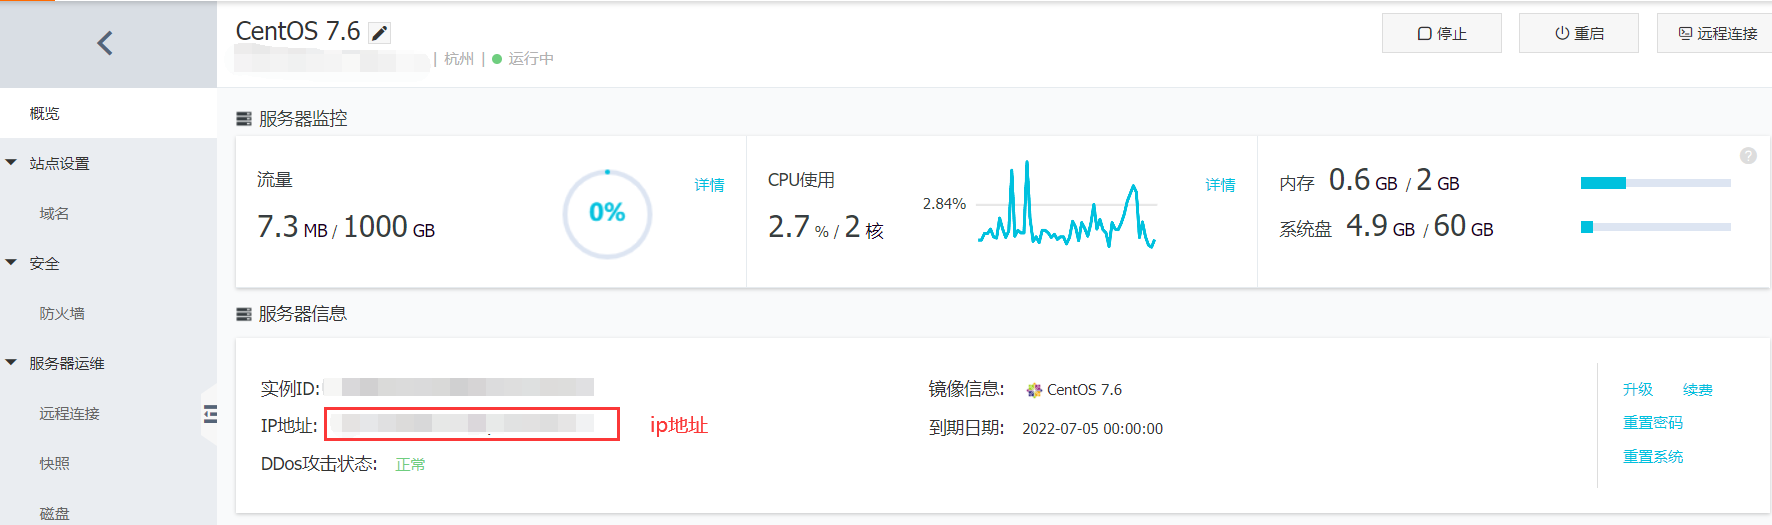 CentOS 7.6
停止
重启
远程连接
| 杭州 | 运行中
概览
站点设置
域名
安全
防火墙
服务器运维
远程连接
快照
磁盘
服务器监控
流量
详情
7.3 MB / 1000 GB
0%
CPU使用
详情
2.7 % / 2 核
2.84%
内存 0.6 GB / 2 GB
系统盘 4.9 GB / 60 GB
?
服务器信息
实例ID:
IP地址:
ip地址
DDos攻击状态: 正常
镜像信息: CentOS 7.6
到期日期: 2022-07-05 00:00:00
升级 续费
重置密码
重置系统